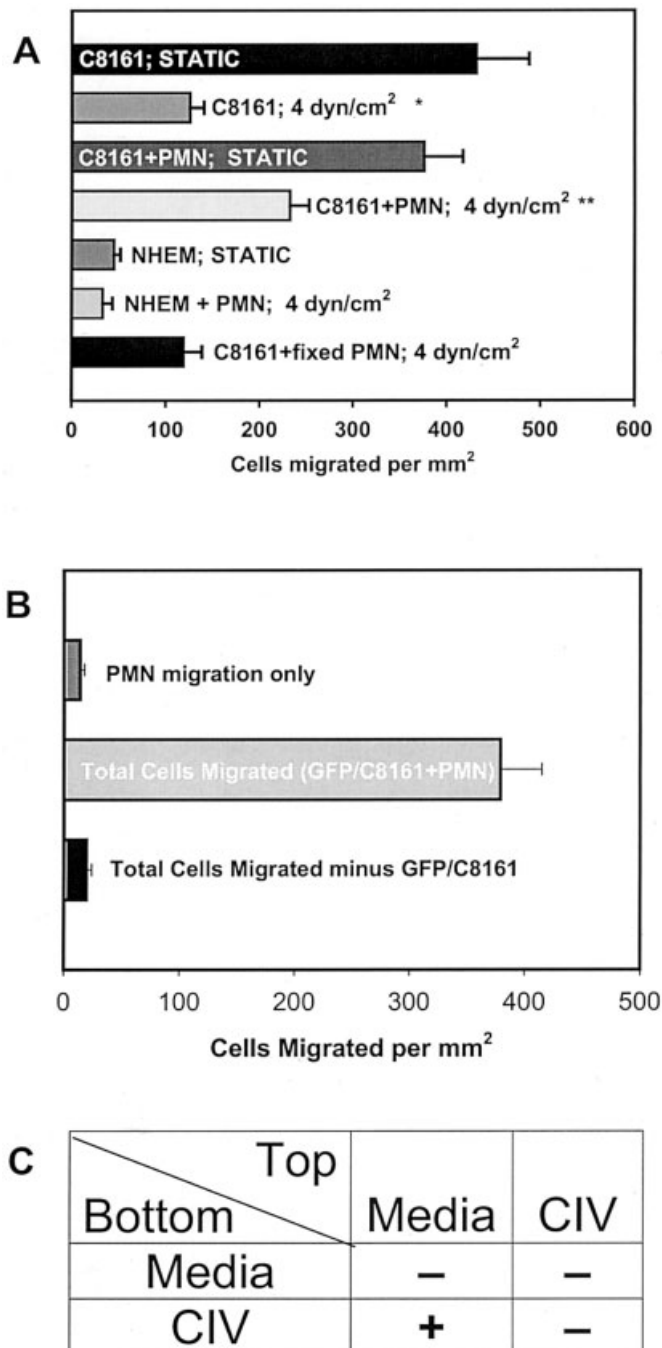 A
C8161; STATIC
C8161; 4 dyn/cm² *
C8161+PMN; STATIC
C8161+PMN; 4 dyn/cm² **
NHEM; STATIC
NHEM + PMN; 4 dyn/cm²
C8161+fixed PMN; 4 dyn/cm²
0 100 200 300 400 500 600
Cells migrated per mm²
B
PMN migration only
Total Cells Migrated (GFP/C8161+PMN)
Total Cells Migrated minus GFP/C8161
0 100 200 300 400 500
Cells Migrated per mm²
C
Top
Bottom Media CIV
Media – –
CIV + –